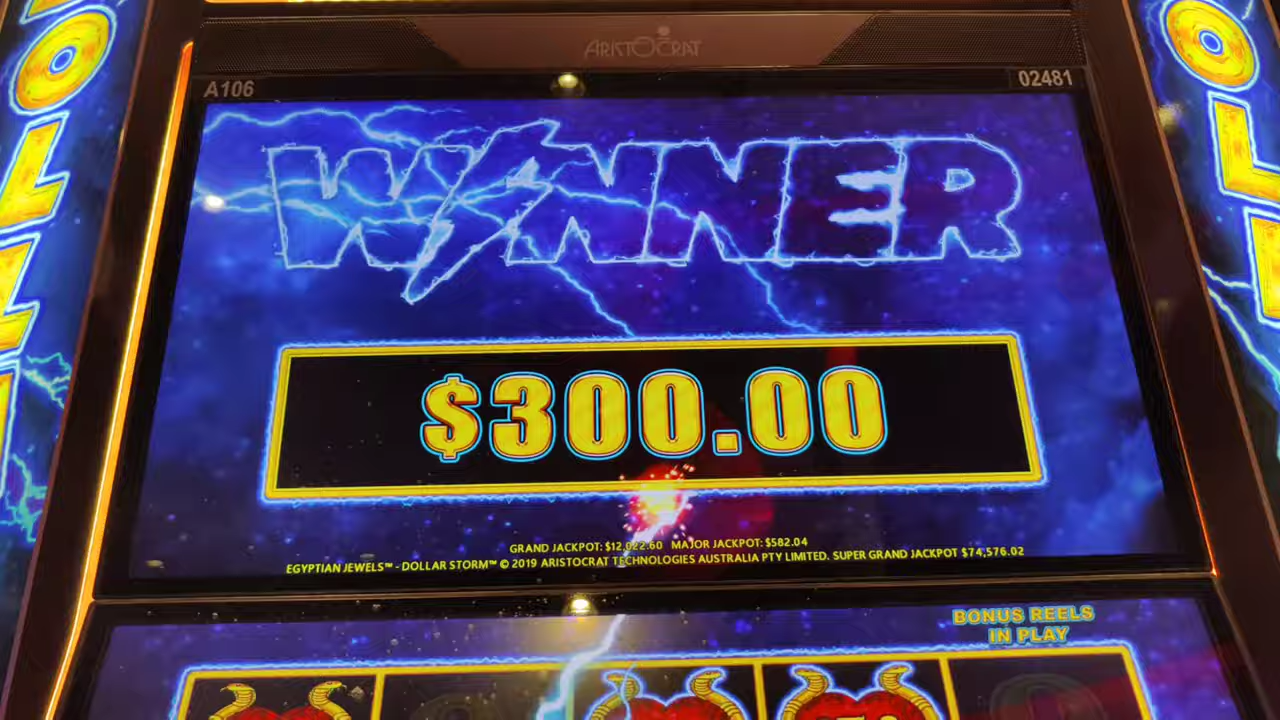 ARISTOCRAT
A106
02481
WINNER
$300.00
GRAND JACKPOT: $12,022.60 MAJOR JACKPOT: $582.04
EGYPTIAN JEWELS™ - DOLLAR STORM™ © 2019 ARISTOCRAT TECHNOLOGIES AUSTRALIA PTY LIMITED. SUPER GRAND JACKPOT $74,576.02
BONUS REELS
IN PLAY